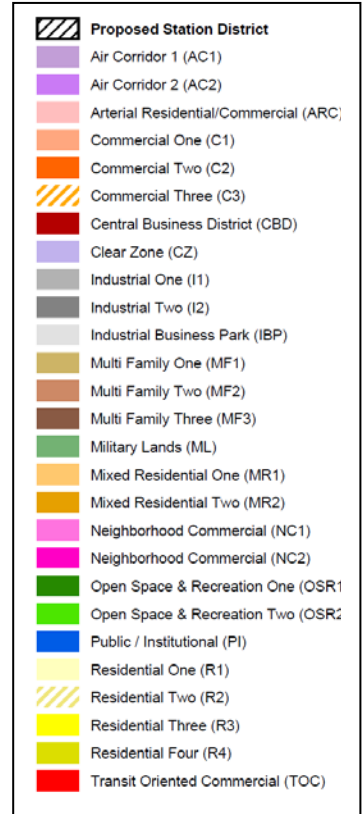 Proposed Station District
Air Corridor 1 (AC1)
Air Corridor 2 (AC2)
Arterial Residential/Commercial (ARC)
Commercial One (C1)
Commercial Two (C2)
Commercial Three (C3)
Central Business District (CBD)
Clear Zone (CZ)
Industrial One (I1)
Industrial Two (I2)
Industrial Business Park (IBP)
Multi Family One (MF1)
Multi Family Two (MF2)
Multi Family Three (MF3)
Military Lands (ML)
Mixed Residential One (MR1)
Mixed Residential Two (MR2)
Neighborhood Commercial (NC1)
Neighborhood Commercial (NC2)
Open Space & Recreation One (OSR1
Open Space & Recreation Two (OSR2
Public / Institutional (PI)
Residential One (R1)
Residential Two (R2)
Residential Three (R3)
Residential Four (R4)
Transit Oriented Commercial (TOC)